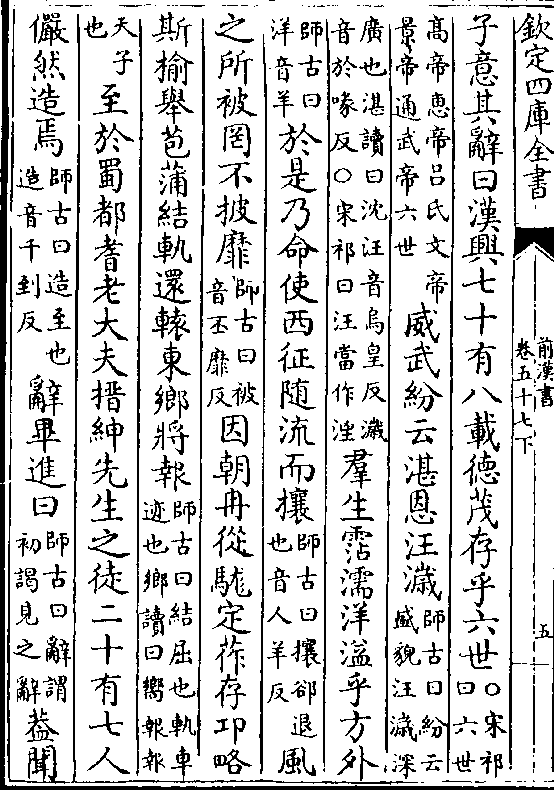 欽定四庫全書
前漢書
卷五十七下
五
子意其辭曰漢興七十有八載德茂存乎六世○宋祁曰六世
高帝惠帝吕氏文帝景帝通武帝六世威武紛云湛恩汪濊師古曰紛云盛貌汪濊深
廣也湛讀曰沈汪音烏皇反濊音於喙反○宋祁曰汪當作淫羣生霑濡洋溢乎方外
師古曰洋音羊於是乃命使西征隨流而攘師古曰攘卻退也音人羊反風
之所被罔不披靡師古曰被音丕靡反因朝冉從駹定莋存邛略
斯榆舉苞蒲結軌還轅東鄉將報師古曰結屈也軌車迹也鄉讀曰嚮報報
天子也至於蜀都耆老大夫搢紳先生之徒二十有七人
儼然造焉師古曰造至也造音千到反辭畢進曰師古曰辭謂初謁見之辭葢聞